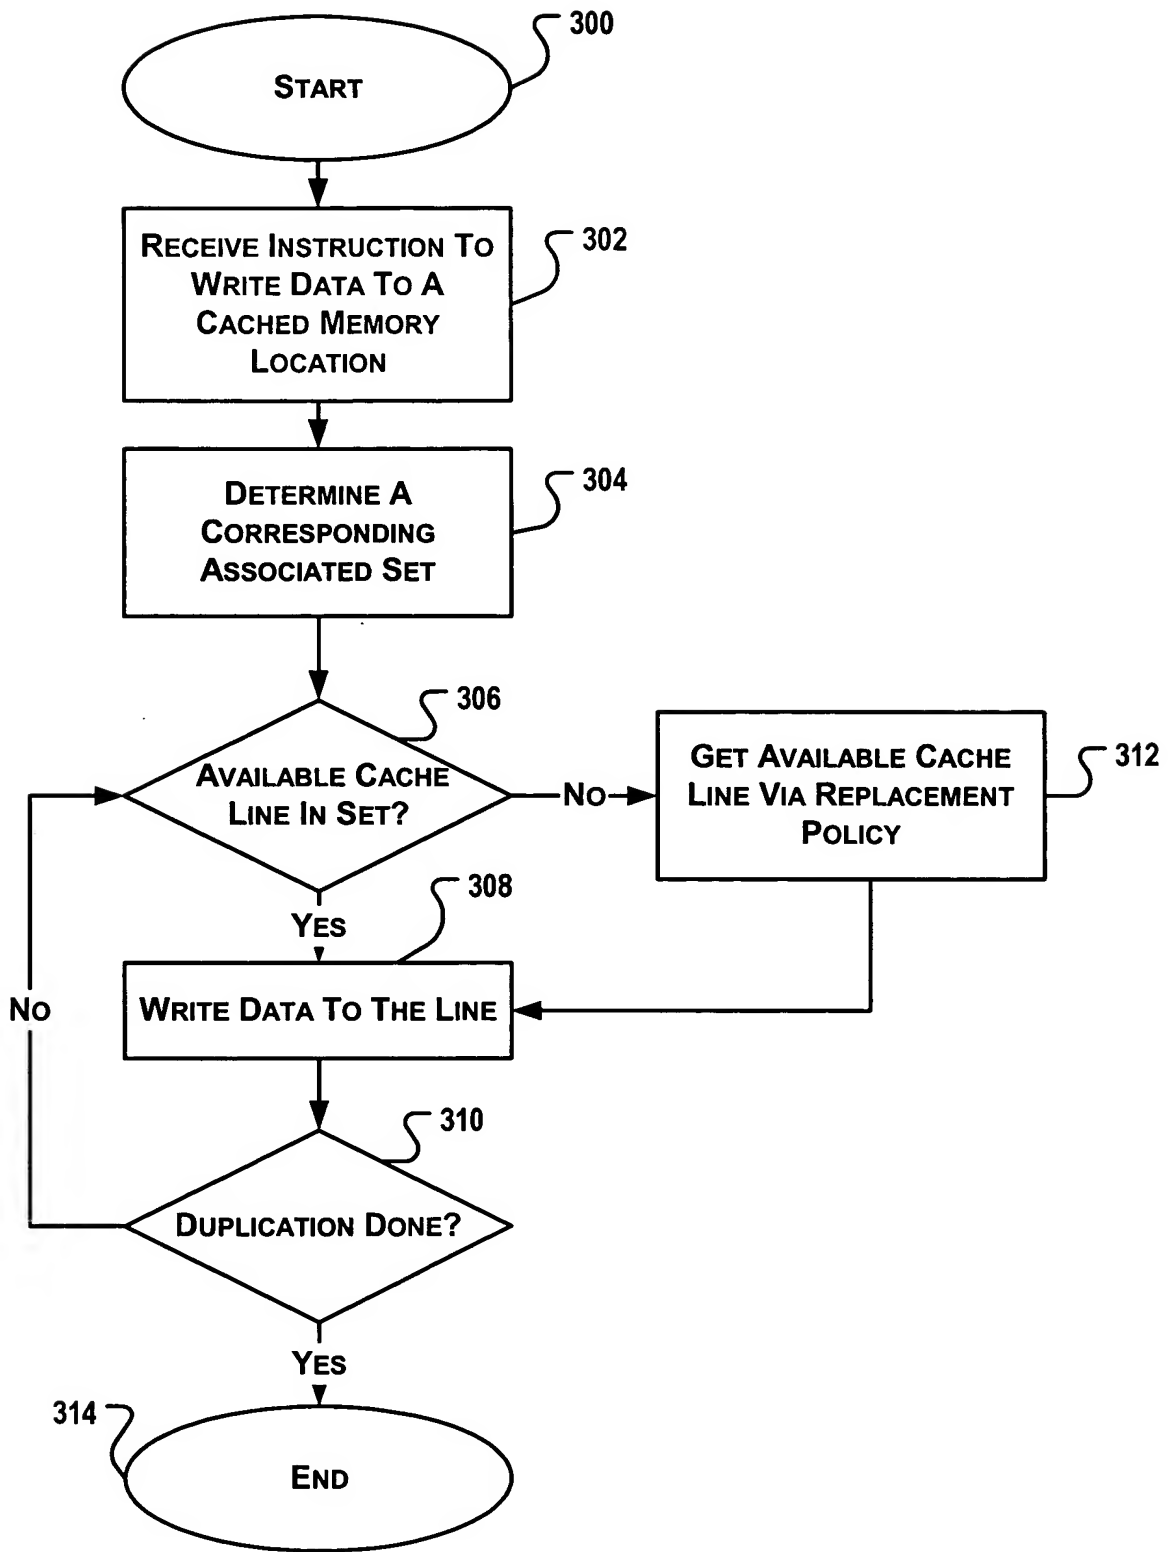 300
START
RECEIVE INSTRUCTION TO
WRITE DATA TO A
CACHED MEMORY
LOCATION
302
DETERMINE A
CORRESPONDING
ASSOCIATED SET
304
306
AVAILABLE CACHE
LINE IN SET?
NO
GET AVAILABLE CACHE
LINE VIA REPLACEMENT
POLICY
312
YES
308
WRITE DATA TO THE LINE
NO
310
DUPLICATION DONE?
YES
314
END